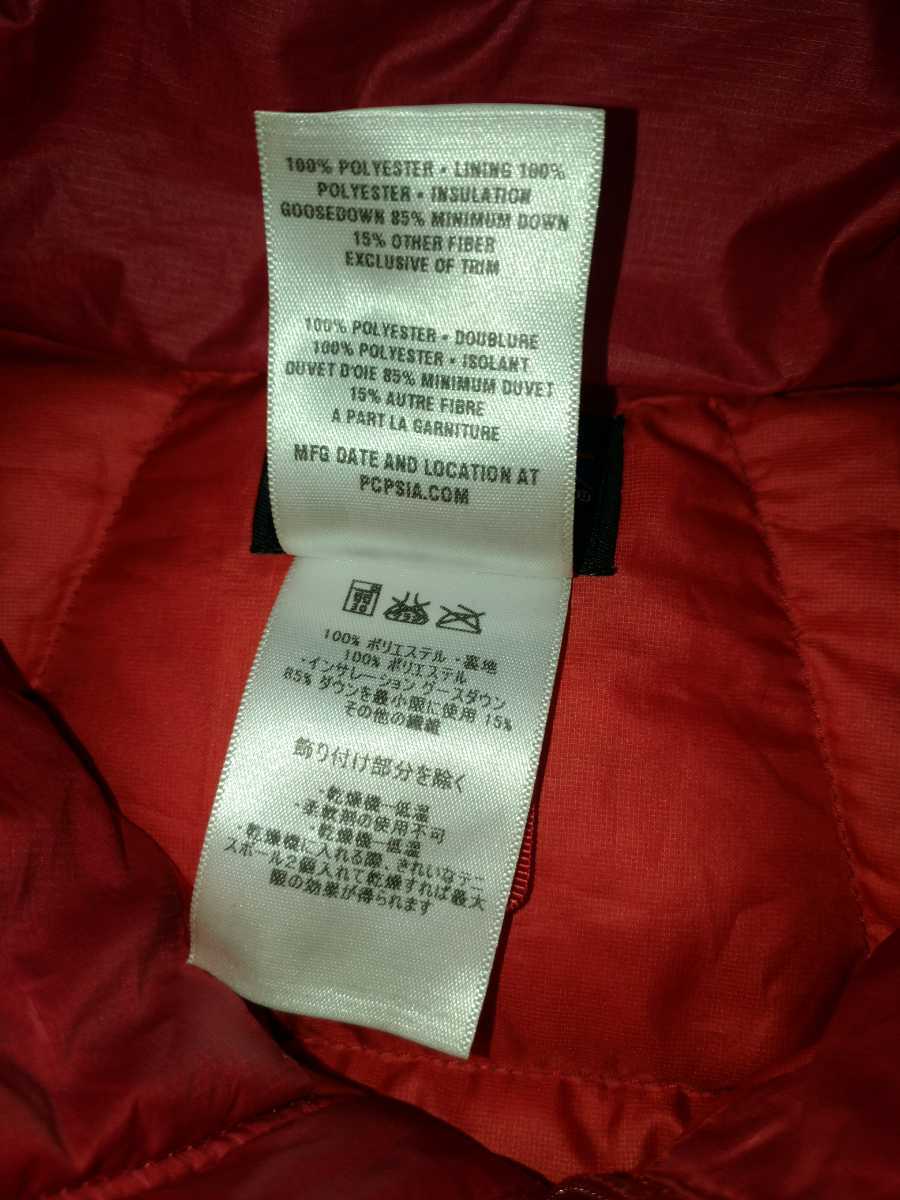 100% POLYESTER • LINING 100%
POLYESTER • INSULATION
GOOSEDOWN 85% MINIMUM DOWN
15% OTHER FIBER
EXCLUSIVE OF TRIM
100% POLYESTER • DOUBLURE
100% POLYESTER • ISOLANT
DUVET D'OIE 85% MINIMUM DUVET
15% AUTRE FIBRE
A PART LA GARNITURE
MFG DATE AND LOCATION AT
PCPSIA.COM
100% ポリエステル・裏地
100% ポリエステル
・インサレーション グースダウン
85% ダウンを最小限に使用 15%
その他の繊維
飾り付け部分を除く
・乾燥機―低温
・柔軟剤の使用不可
・乾燥機―低温
・乾燥機に入れる際、きれいなテニ
スボール2個入れて乾燥すれば最大
限の効果が得られます